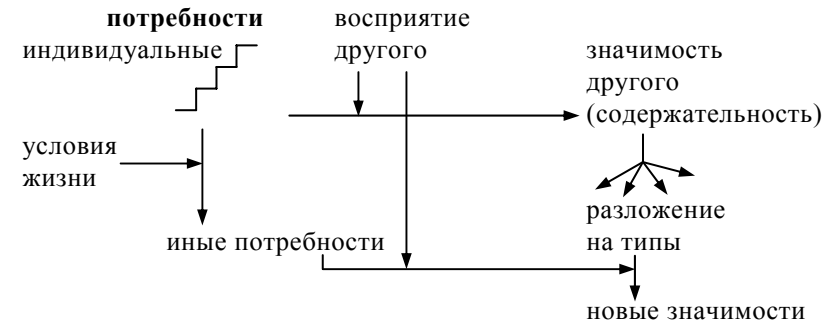 потребности
индивидуальные
восприятие
другого
значимость
другого
(содержательность)
условия
жизни
иные потребности
разложение
на типы
новые значимости